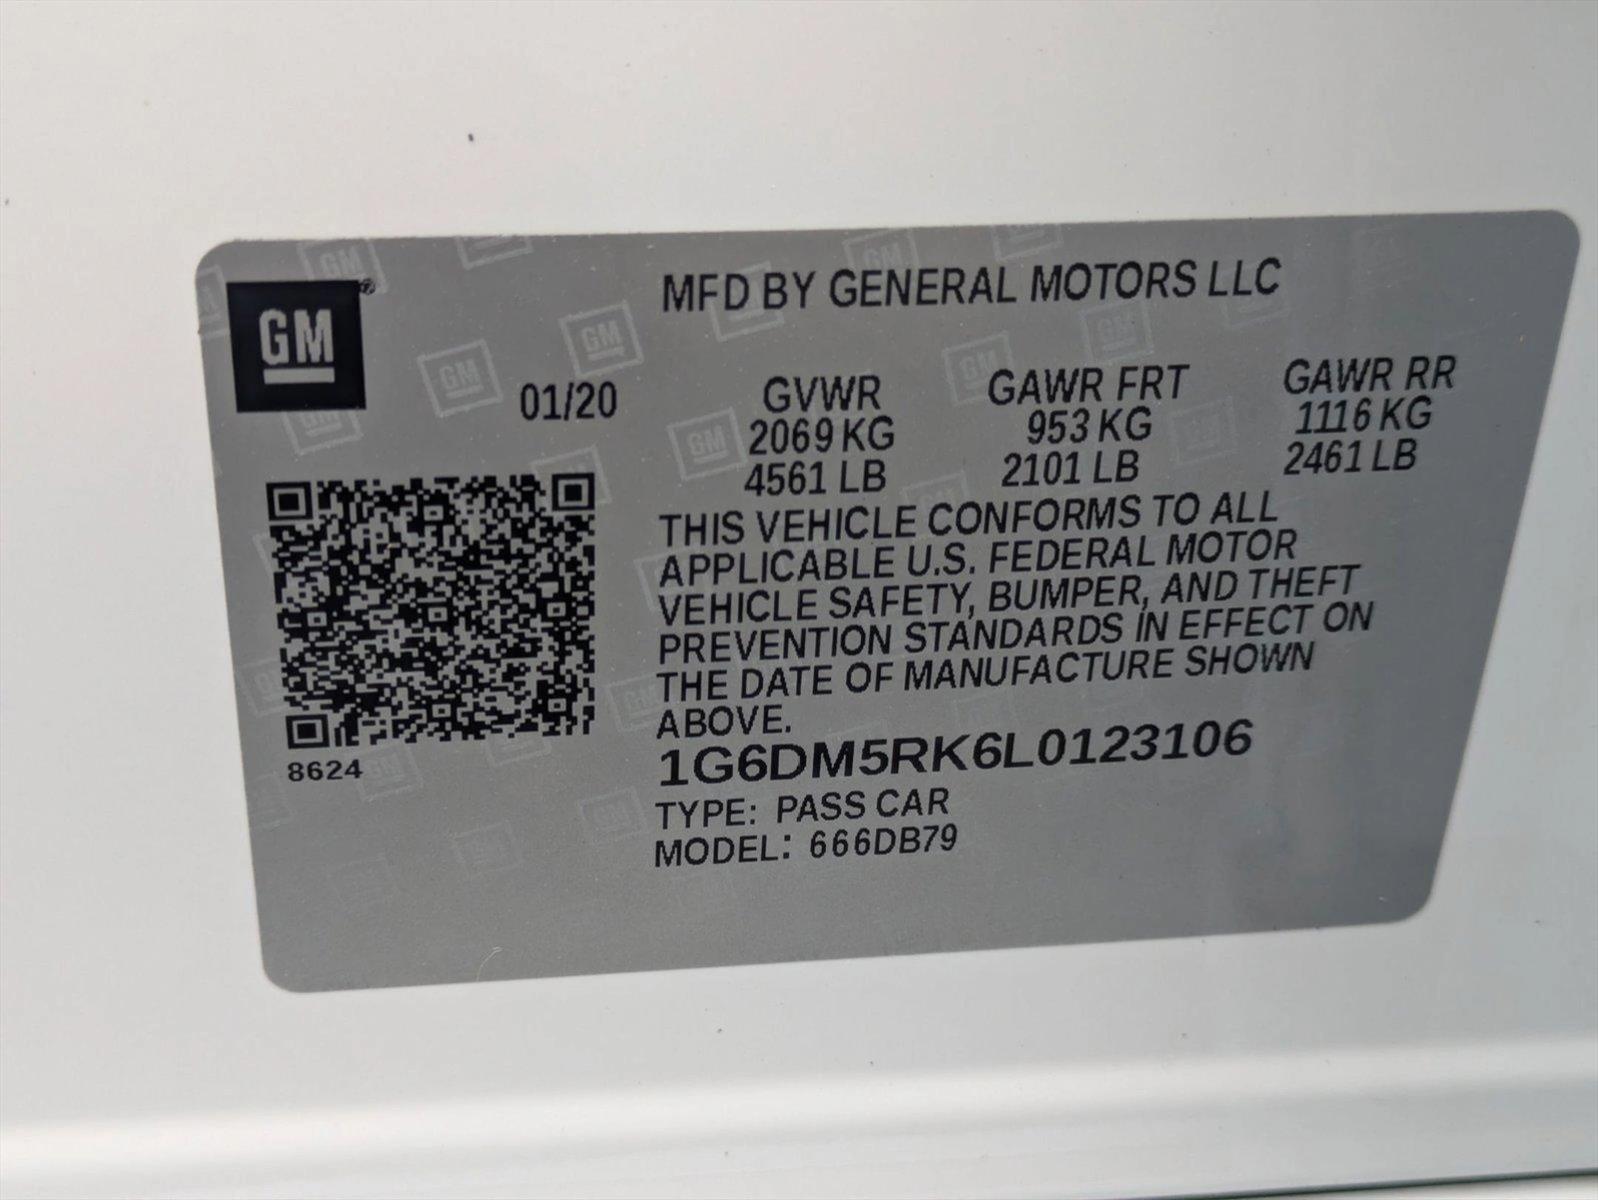 GM
MFD BY GENERAL MOTORS LLC
01/20
GVWR
2069 KG
4561 LB
GAWR FRT
953 KG
2101 LB
GAWR RR
1116 KG
2461 LB
THIS VEHICLE CONFORMS TO ALL
APPLICABLE U.S. FEDERAL MOTOR
VEHICLE SAFETY, BUMPER, AND THEFT
PREVENTION STANDARDS IN EFFECT ON
THE DATE OF MANUFACTURE SHOWN
ABOVE.
8624
1G6DM5RK6L0123106
TYPE: PASS CAR
MODEL: 666DB79